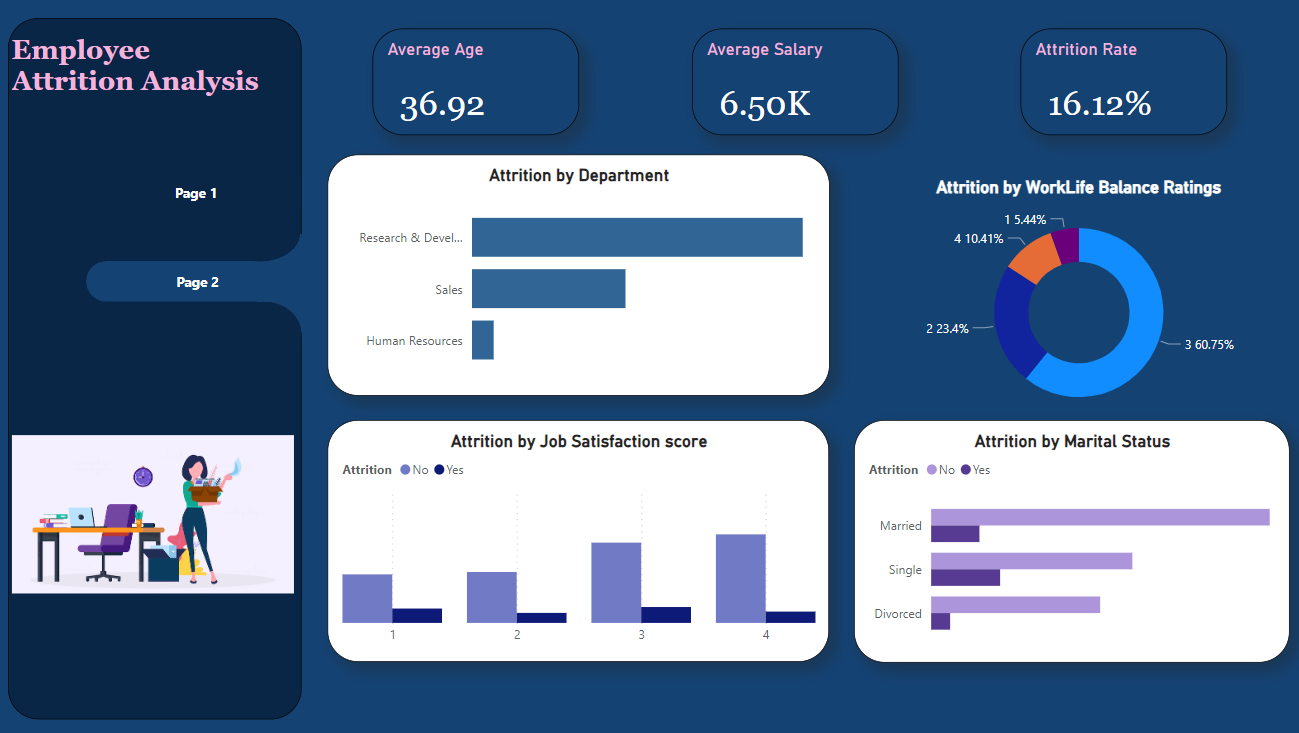 Employee
Attrition Analysis
Page 1
Page 2
Average Age
36.92
Average Salary
6.50K
Attrition Rate
16.12%
Attrition by Department
Research & Devel...
Sales
Human Resources
Attrition by WorkLife Balance Ratings
1 5.44%
4 10.41%
2 23.4%
3 60.75%
Attrition by Job Satisfaction score
Attrition No Yes
1 2 3 4
Attrition by Marital Status
Attrition No Yes
Married
Single
Divorced